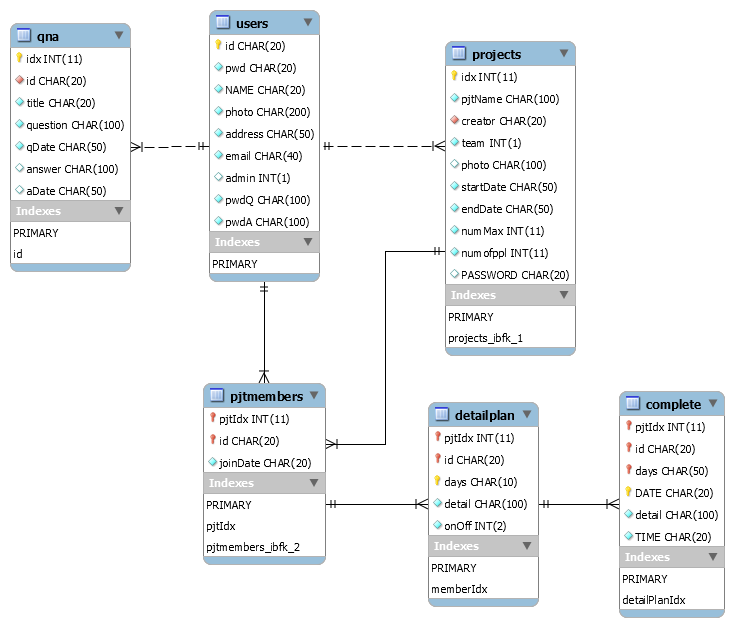 qna
idx INT(11)
id CHAR(20)
title CHAR(20)
question CHAR(100)
qDate CHAR(50)
answer CHAR(100)
aDate CHAR(50)
Indexes
PRIMARY
id
users
id CHAR(20)
pwd CHAR(20)
NAME CHAR(20)
photo CHAR(200)
address CHAR(50)
email CHAR(40)
admin INT(1)
pwdQ CHAR(100)
pwdA CHAR(100)
Indexes
PRIMARY
projects
idx INT(11)
pjtName CHAR(100)
creator CHAR(20)
team INT(1)
photo CHAR(100)
startDate CHAR(50)
endDate CHAR(50)
numMax INT(11)
numofppl INT(11)
PASSWORD CHAR(20)
Indexes
PRIMARY
projects_ibfk_1
pjtmembers
pjtIdx INT(11)
id CHAR(20)
joinDate CHAR(20)
Indexes
PRIMARY
pjtIdx
pjtmembers_ibfk_2
detailplan
pjtIdx INT(11)
id CHAR(20)
days CHAR(10)
detail CHAR(100)
onOff INT(2)
Indexes
PRIMARY
memberIdx
complete
pjtIdx INT(11)
id CHAR(20)
days CHAR(50)
DATE CHAR(20)
detail CHAR(100)
TIME CHAR(20)
Indexes
PRIMARY
detailPlanIdx